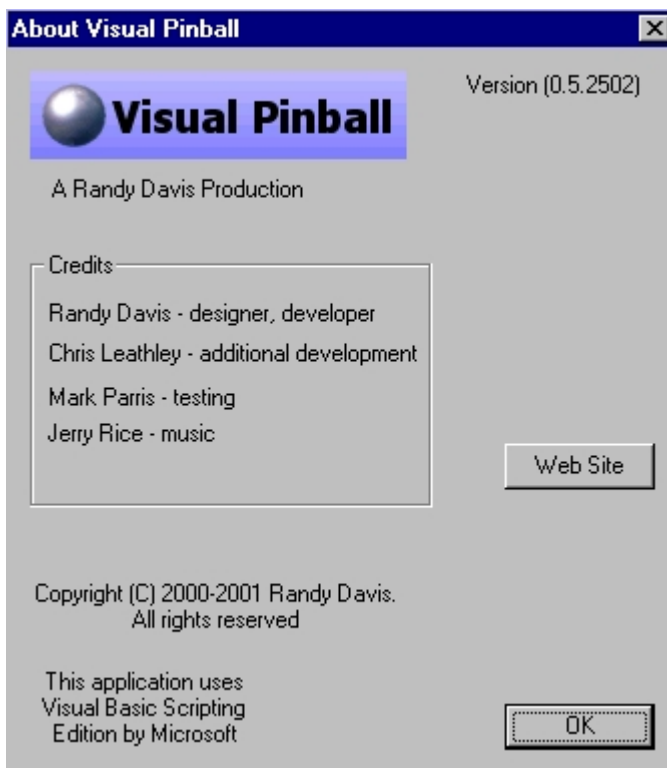 About Visual Pinball
Visual Pinball
Version (0.5.2502)
A Randy Davis Production
Credits
Randy Davis - designer, developer
Chris Leathley - additional development
Mark Parris - testing
Jerry Rice - music
Web Site
Copyright (C) 2000-2001 Randy Davis.
All rights reserved
This application uses
Visual Basic Scripting
Edition by Microsoft
OK